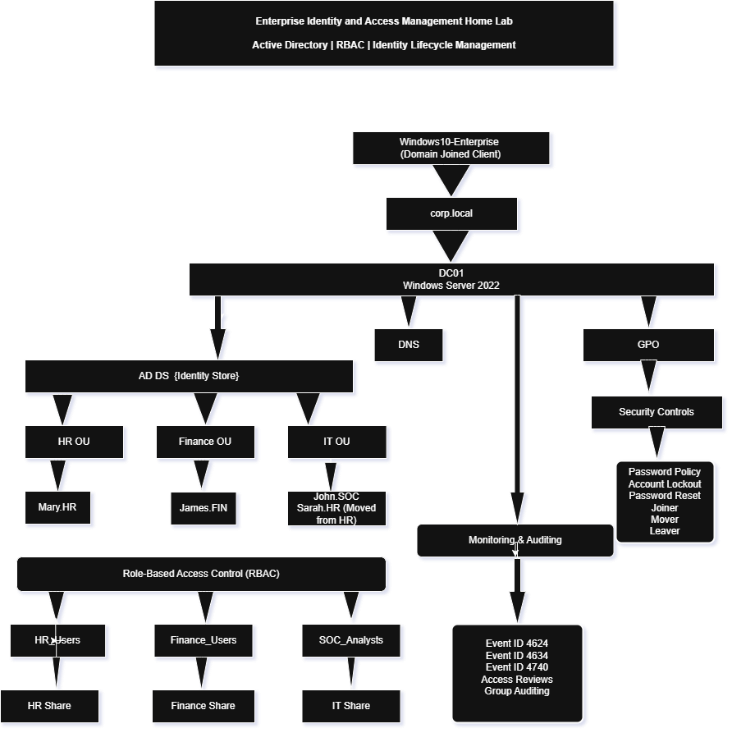 Enterprise Identity and Access Management Home Lab
Active Directory | RBAC | Identity Lifecycle Management
Windows10-Enterprise
(Domain Joined Client)
corp.local
DC01
Windows Server 2022
DNS
GPO
AD DS {Identity Store}
Security Controls
HR OU
Finance OU
IT OU
Password Policy
Account Lockout
Password Reset
Joiner
Mover
Leaver
Mary.HR
James.FIN
John.SOC
Sarah.HR (Moved
from HR)
Monitoring & Auditing
Role-Based Access Control (RBAC)
HR_Users
Finance_Users
SOC_Analysts
Event ID 4624
Event ID 4634
Event ID 4740
Access Reviews
Group Auditing
HR Share
Finance Share
IT Share